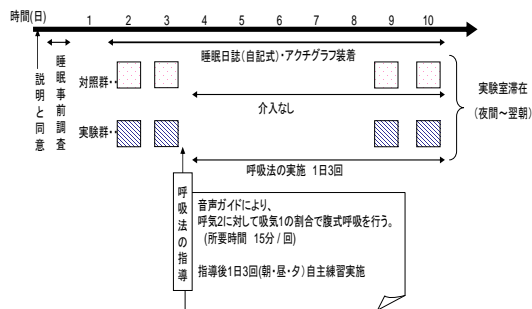 時間(日) 1 2 3 4 5 6 7 8 9 10
睡眠日誌(自記式)・アクチグラフ装着
説明と同意
睡眠事前調査
対照群・・
介入なし
実験群・・
呼吸法の実施 1日3回
実験室滞在
(夜間～翌朝)
呼吸法の指導
音声ガイドにより、
呼気2に対して吸気1の割合で腹式呼吸を行う。
(所要時間 15分/回)
指導後1日3回(朝・昼・夕)自主練習実施